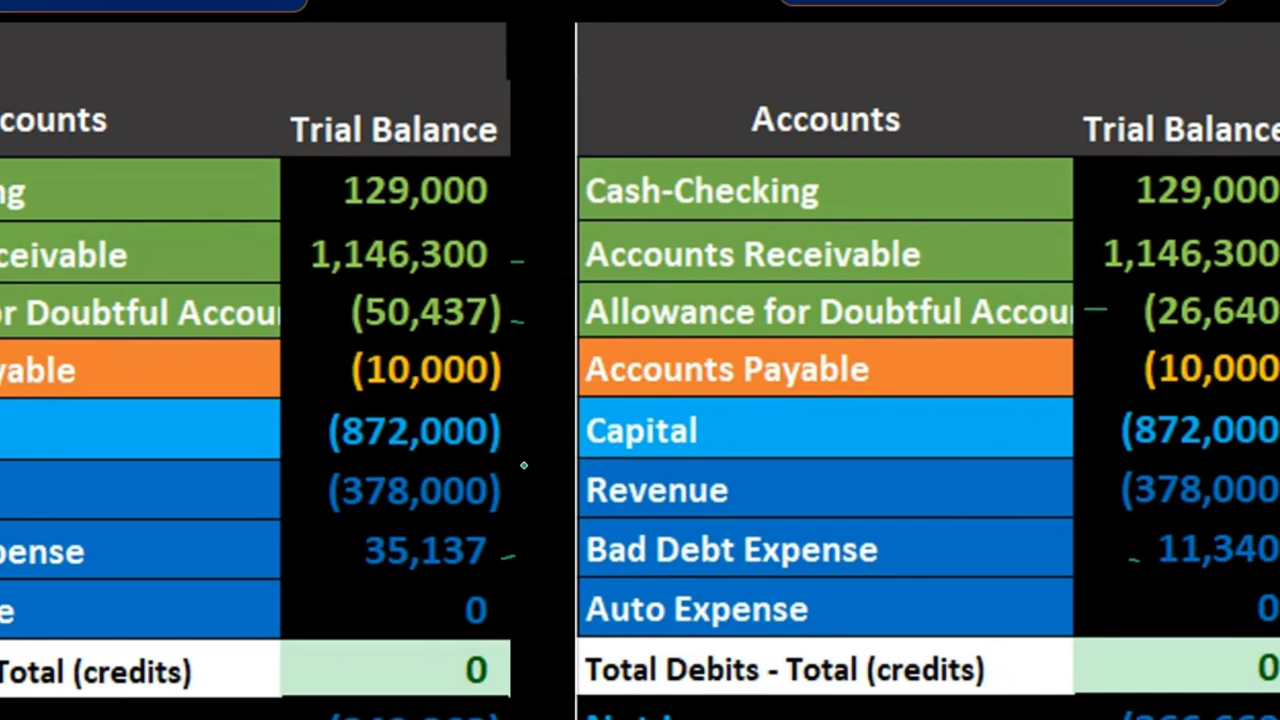 counts Trial Balance
ng 129,000
ceivable 1,146,300
or Doubtful Accou (50,437)
yable (10,000)
(872,000)
(378,000)
pense 35,137
e 0
Total (credits) 0
Accounts Trial Balance
Cash-Checking 129,000
Accounts Receivable 1,146,300
Allowance for Doubtful Accou (26,640
Accounts Payable (10,000
Capital (872,000
Revenue (378,000
Bad Debt Expense 11,340
Auto Expense 0
Total Debits - Total (credits) 0